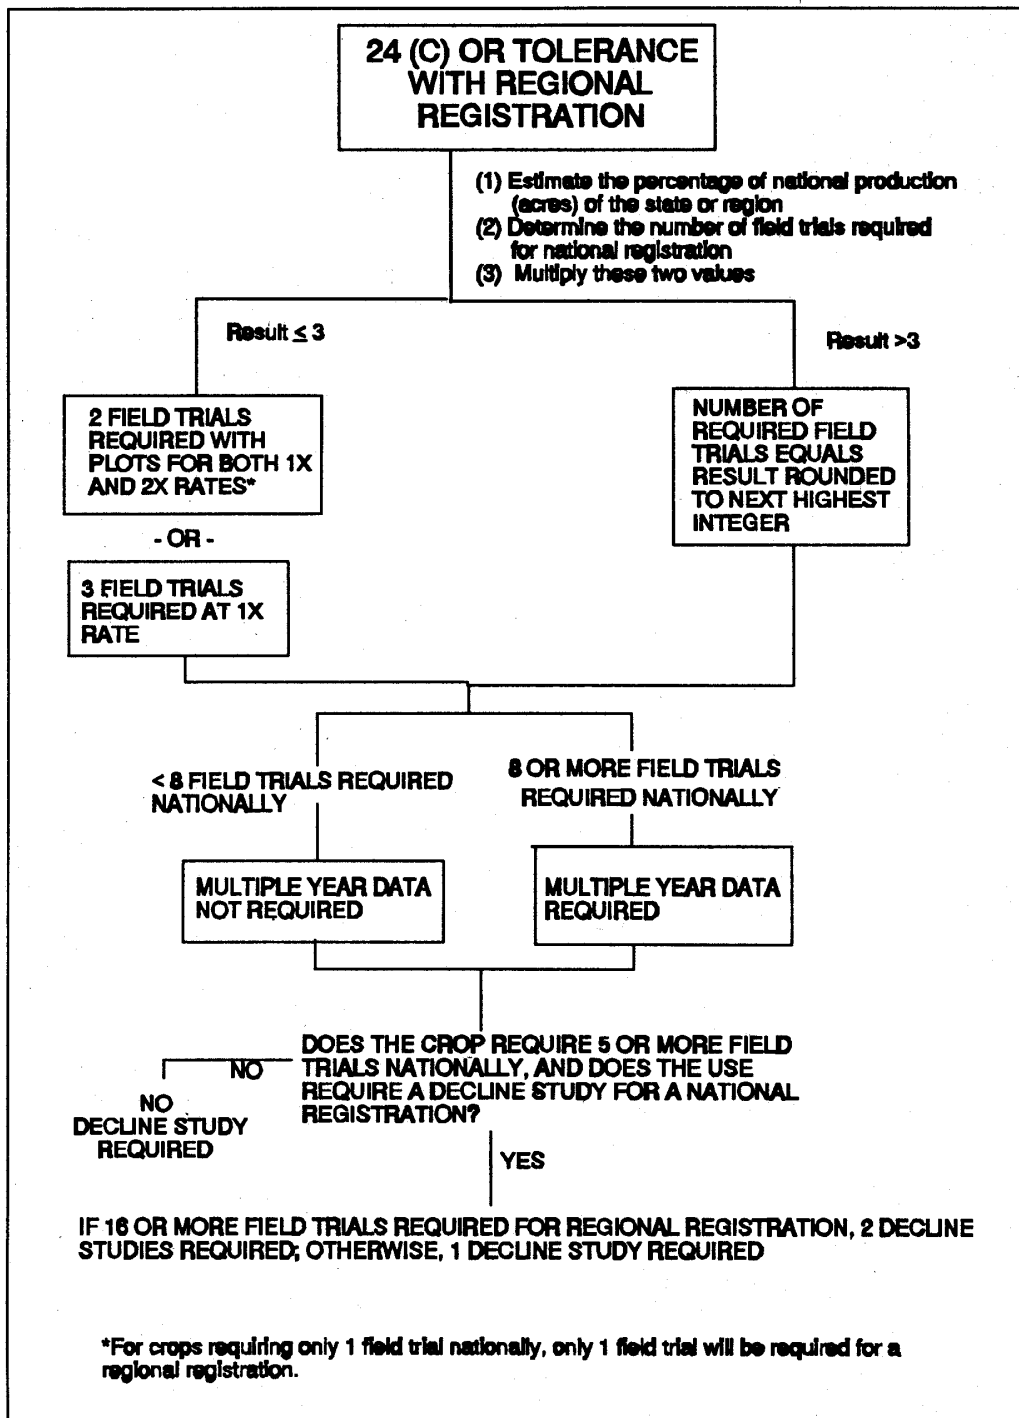 24 (C) OR TOLERANCE
WITH REGIONAL
REGISTRATION
(1) Estimate the percentage of national production
(acres) of the state or region
(2) Determine the number of field trials required
for national registration
(3) Multiply these two values
Result ≤ 3
Result >3
2 FIELD TRIALS
REQUIRED WITH
PLOTS FOR BOTH 1X
AND 2X RATES*
- OR -
3 FIELD TRIALS
REQUIRED AT 1X
RATE
NUMBER OF
REQUIRED FIELD
TRIALS EQUALS
RESULT ROUNDED
TO NEXT HIGHEST
INTEGER
< 8 FIELD TRIALS REQUIRED
NATIONALLY
8 OR MORE FIELD TRIALS
REQUIRED NATIONALLY
MULTIPLE YEAR DATA
NOT REQUIRED
MULTIPLE YEAR DATA
REQUIRED
DOES THE CROP REQUIRE 5 OR MORE FIELD
TRIALS NATIONALLY, AND DOES THE USE
REQUIRE A DECLINE STUDY FOR A NATIONAL
REGISTRATION?
NO
NO
DECLINE STUDY
REQUIRED
YES
IF 16 OR MORE FIELD TRIALS REQUIRED FOR REGIONAL REGISTRATION, 2 DECLINE
STUDIES REQUIRED; OTHERWISE, 1 DECLINE STUDY REQUIRED
*For crops requiring only 1 field trial nationally, only 1 field trial will be required for a
regional registration.